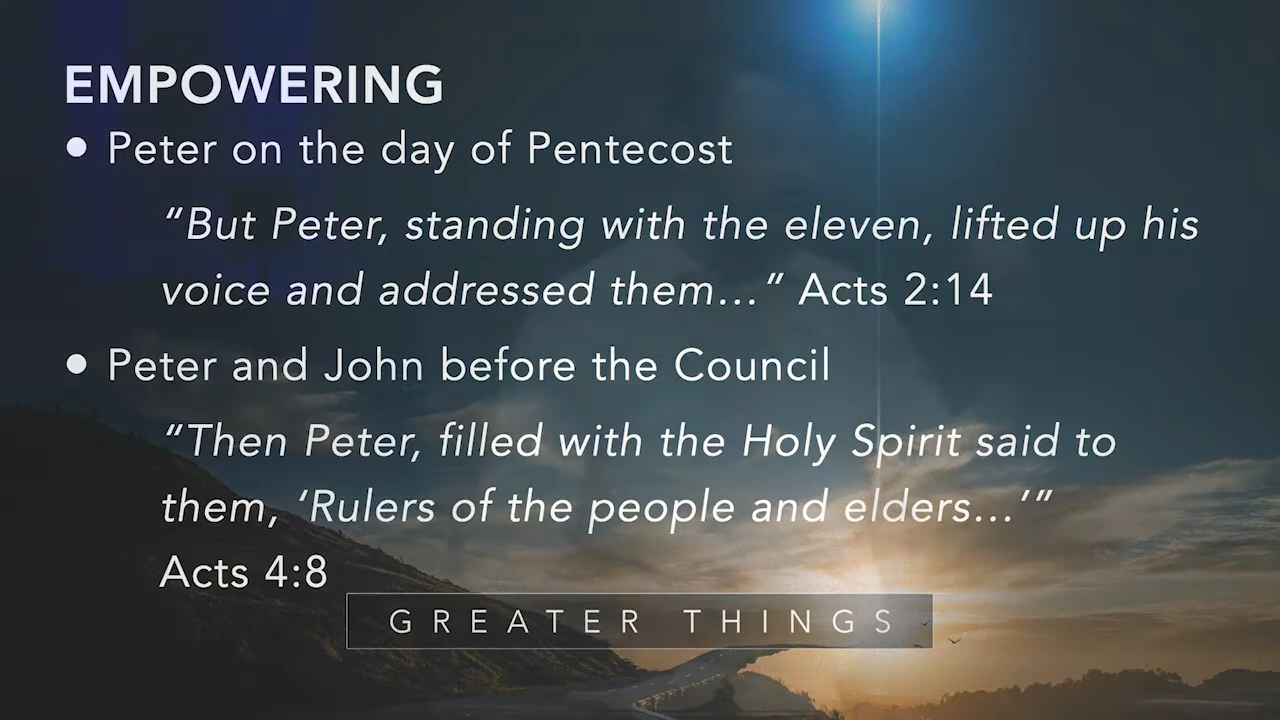 EMPOWERING
• Peter on the day of Pentecost
“But Peter, standing with the eleven, lifted up his
voice and addressed them…” Acts 2:14
• Peter and John before the Council
“Then Peter, filled with the Holy Spirit said to
them, ‘Rulers of the people and elders…’”
Acts 4:8
GREATER THINGS